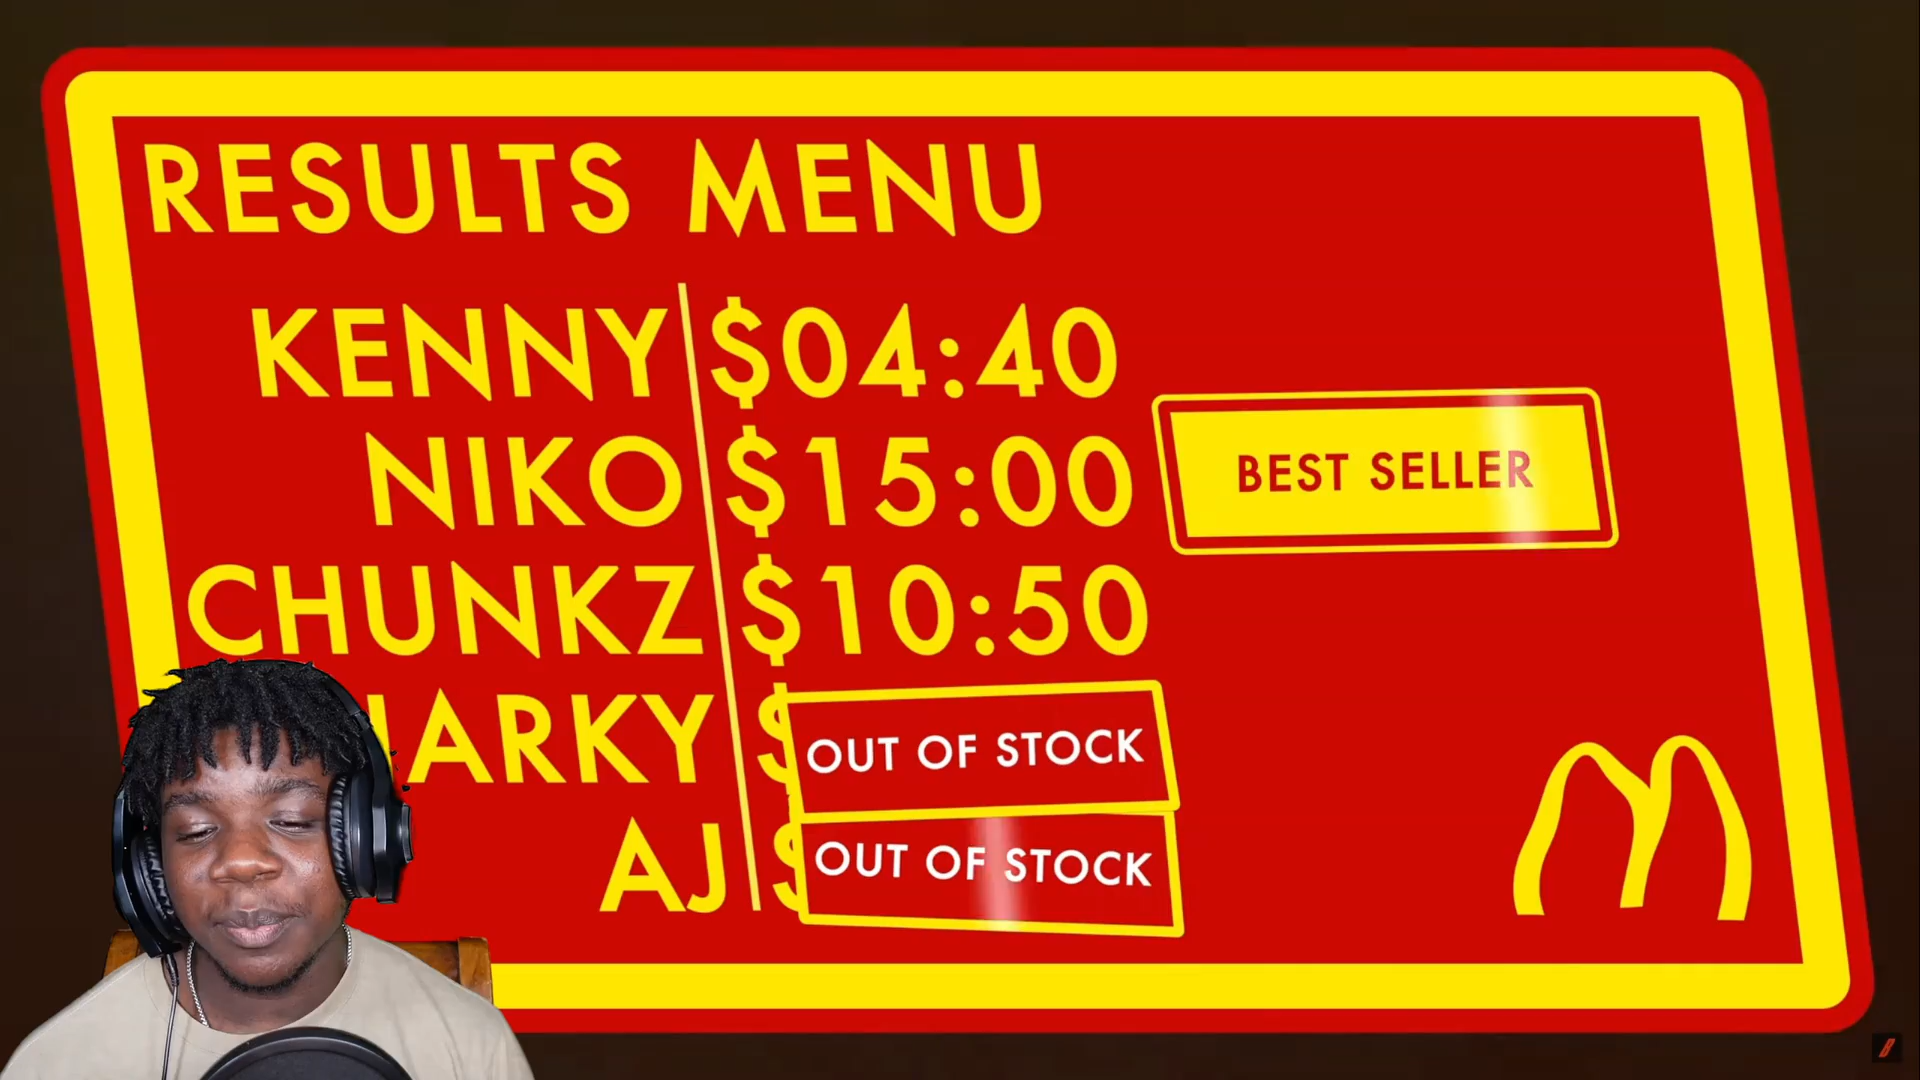 RESULTS MENU
KENNY $04:40
NIKO $15:00
BEST SELLER
CHUNKZ $10:50
HARKY $
OUT OF STOCK
AJ $
OUT OF STOCK